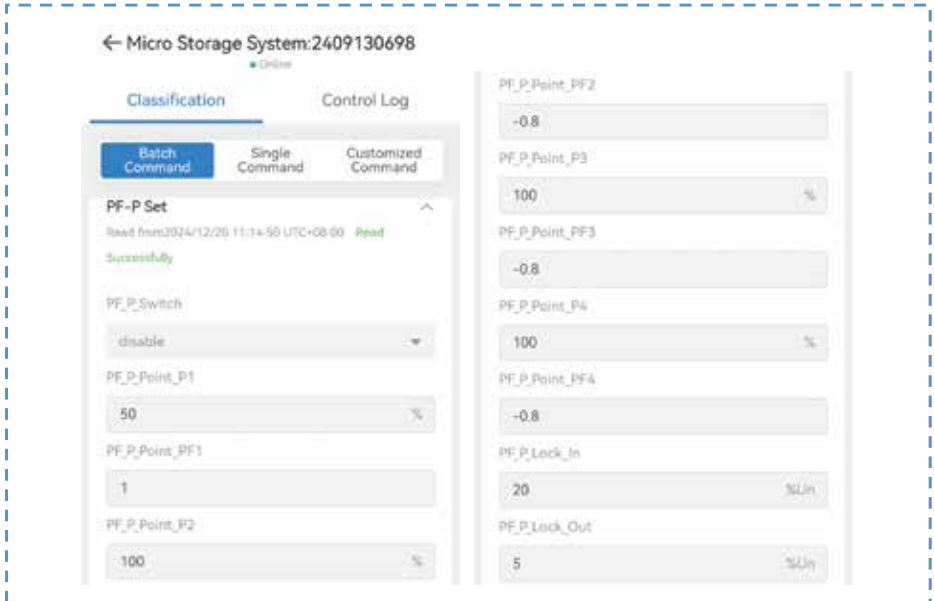 ← Micro Storage System:2409130698
Online
Classification Control Log
Batch Command Single Command Customized Command
PF-P Set
Read from2024/12/20 11:14:50 UTC+08:00 Read
Successfully
PF_P_Switch
disable
PF_P_Point_P1
50 %
PF_P_Point_PF1
1
PF_P_Point_P2
100 %
PF_P_Point_PF2
-0.8
PF_P_Point_P3
100 %
PF_P_Point_PF3
-0.8
PF_P_Point_P4
100 %
PF_P_Point_PF4
-0.8
PF_P_Lock_In
20 %Un
PF_P_Lock_Out
5 %Un